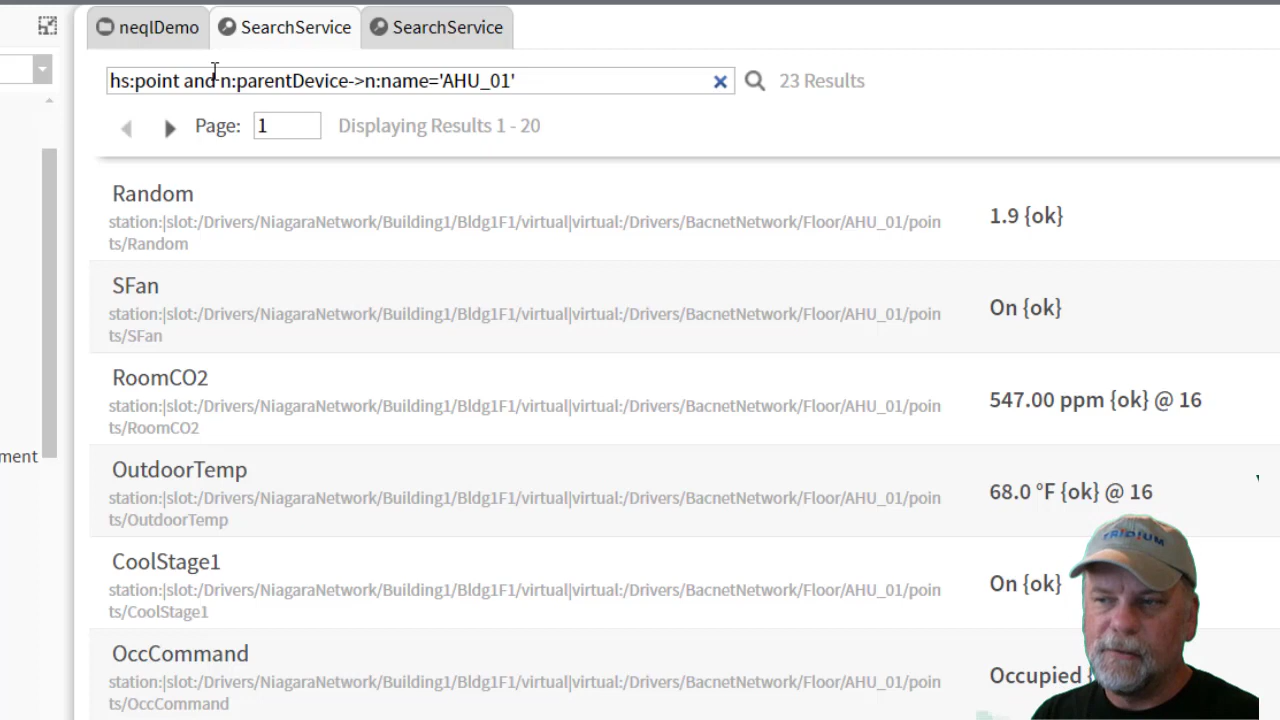 neqlDemo
SearchService
SearchService
hs:point and n:parentDevice->n:name='AHU_01'
23 Results
Page: 1
Displaying Results 1 - 20
Random
station:|slot:/Drivers/NiagaraNetwork/Building1/Bldg1F1/virtual|virtual:/Drivers/BacnetNetwork/Floor/AHU_01/poin
ts/Random
1.9 {ok}
SFan
station:|slot:/Drivers/NiagaraNetwork/Building1/Bldg1F1/virtual|virtual:/Drivers/BacnetNetwork/Floor/AHU_01/poin
ts/SFan
On {ok}
RoomCO2
station:|slot:/Drivers/NiagaraNetwork/Building1/Bldg1F1/virtual|virtual:/Drivers/BacnetNetwork/Floor/AHU_01/poin
ts/RoomCO2
547.00 ppm {ok} @ 16
OutdoorTemp
station:|slot:/Drivers/NiagaraNetwork/Building1/Bldg1F1/virtual|virtual:/Drivers/BacnetNetwork/Floor/AHU_01/poin
ts/OutdoorTemp
68.0 °F {ok} @ 16
ment
CoolStage1
station:|slot:/Drivers/NiagaraNetwork/Building1/Bldg1F1/virtual|virtual:/Drivers/BacnetNetwork/Floor/AHU_01/poin
ts/CoolStage1
On {ok}
TRIDIUM
OccCommand
station:|slot:/Drivers/NiagaraNetwork/Building1/Bldg1F1/virtual|virtual:/Drivers/BacnetNetwork/Floor/AHU_01/poin
ts/OccCommand
Occupied {